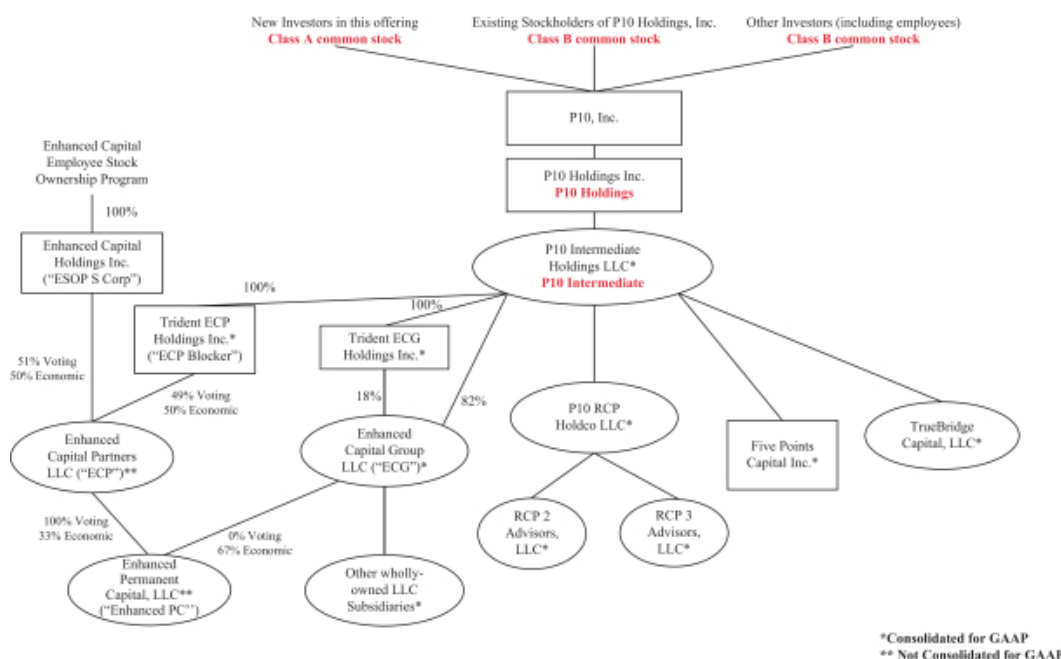 New Investors in this offering
Class A common stock
Existing Stockholders of P10 Holdings, Inc.
Class B common stock
Other Investors (including employees)
Class B common stock
P10, Inc.
Enhanced Capital
Employee Stock
Ownership Program
P10 Holdings Inc.
P10 Holdings
100%
Enhanced Capital
Holdings Inc.
(“ESOP S Corp”)
P10 Intermediate
Holdings LLC*
P10 Intermediate
100%
100%
Trident ECP
Holdings Inc.*
(“ECP Blocker”)
Trident ECG
Holdings Inc.*
51% Voting
50% Economic
49% Voting
50% Economic
18%
82%
P10 RCP
Holdco LLC*
Enhanced
Capital Partners
LLC (“ECP”)**
Enhanced
Capital Group
LLC (“ECG”)*
Five Points
Capital Inc.*
TrueBridge
Capital, LLC*
100% Voting
33% Economic
0% Voting
67% Economic
RCP 2
Advisors,
LLC*
RCP 3
Advisors,
LLC*
Enhanced
Permanent
Capital, LLC**
(“Enhanced PC’’)
Other wholly-
owned LLC
Subsidiaries*
*Consolidated for GAAP
** Not Consolidated for GAAP